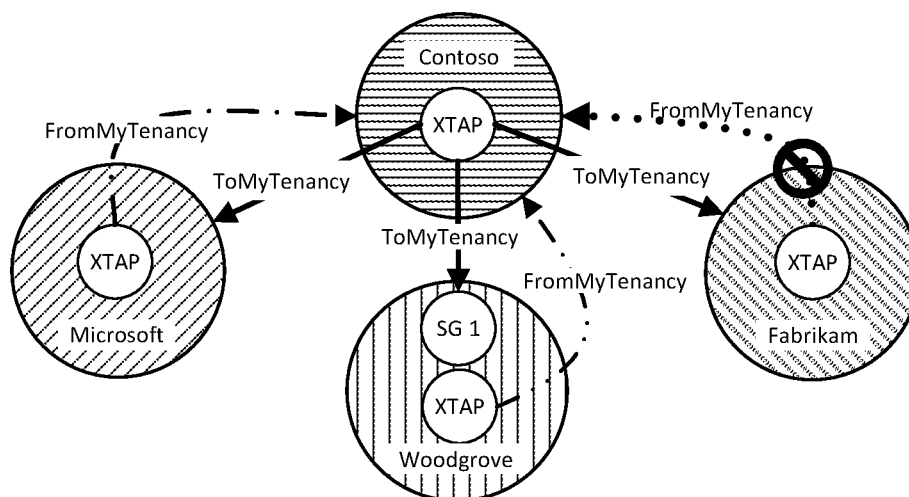 Contoso
XTAP
FromMyTenancy
FromMyTenancy
ToMyTenancy
ToMyTenancy
ToMyTenancy
XTAP
Microsoft
FromMyTenancy
XTAP
Fabrikam
SG 1
XTAP
Woodgrove